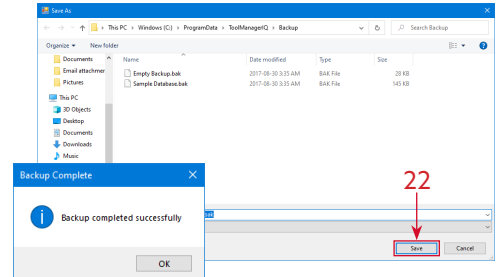 Save As
This PC › Windows (C:) › ProgramData › ToolManagerIQ › Backup
Search Backup
Organize
New folder
Name Date modified Type Size
Documents
Email attachmer
Empty Backup.bak 2017-08-30 3:35 AM BAK File 28 KB
Pictures
Sample Database.bak 2017-08-30 3:35 AM BAK File 145 KB
This PC
3D Objects
Desktop
Documents
Downloads
Music
Backup Complete
22
Backup completed successfully
bak
Save Cancel
OK